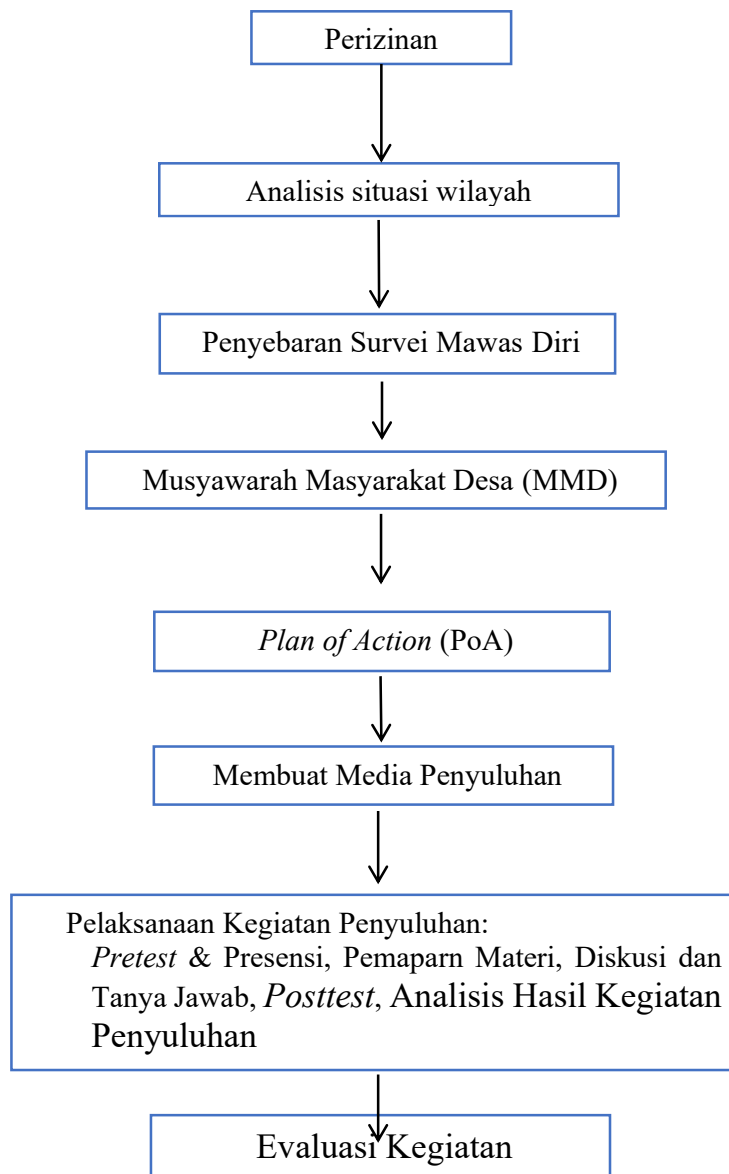 Perizinan
Analisis situasi wilayah
Penyebaran Survei Mawas Diri
Musyawarah Masyarakat Desa (MMD)
Plan of Action (PoA)
Membuat Media Penyuluhan
Pelaksanaan Kegiatan Penyuluhan:
Pretest & Presensi, Pemaparn Materi, Diskusi dan
Tanya Jawab, Posttest, Analisis Hasil Kegiatan
Penyuluhan
Evaluasi Kegiatan